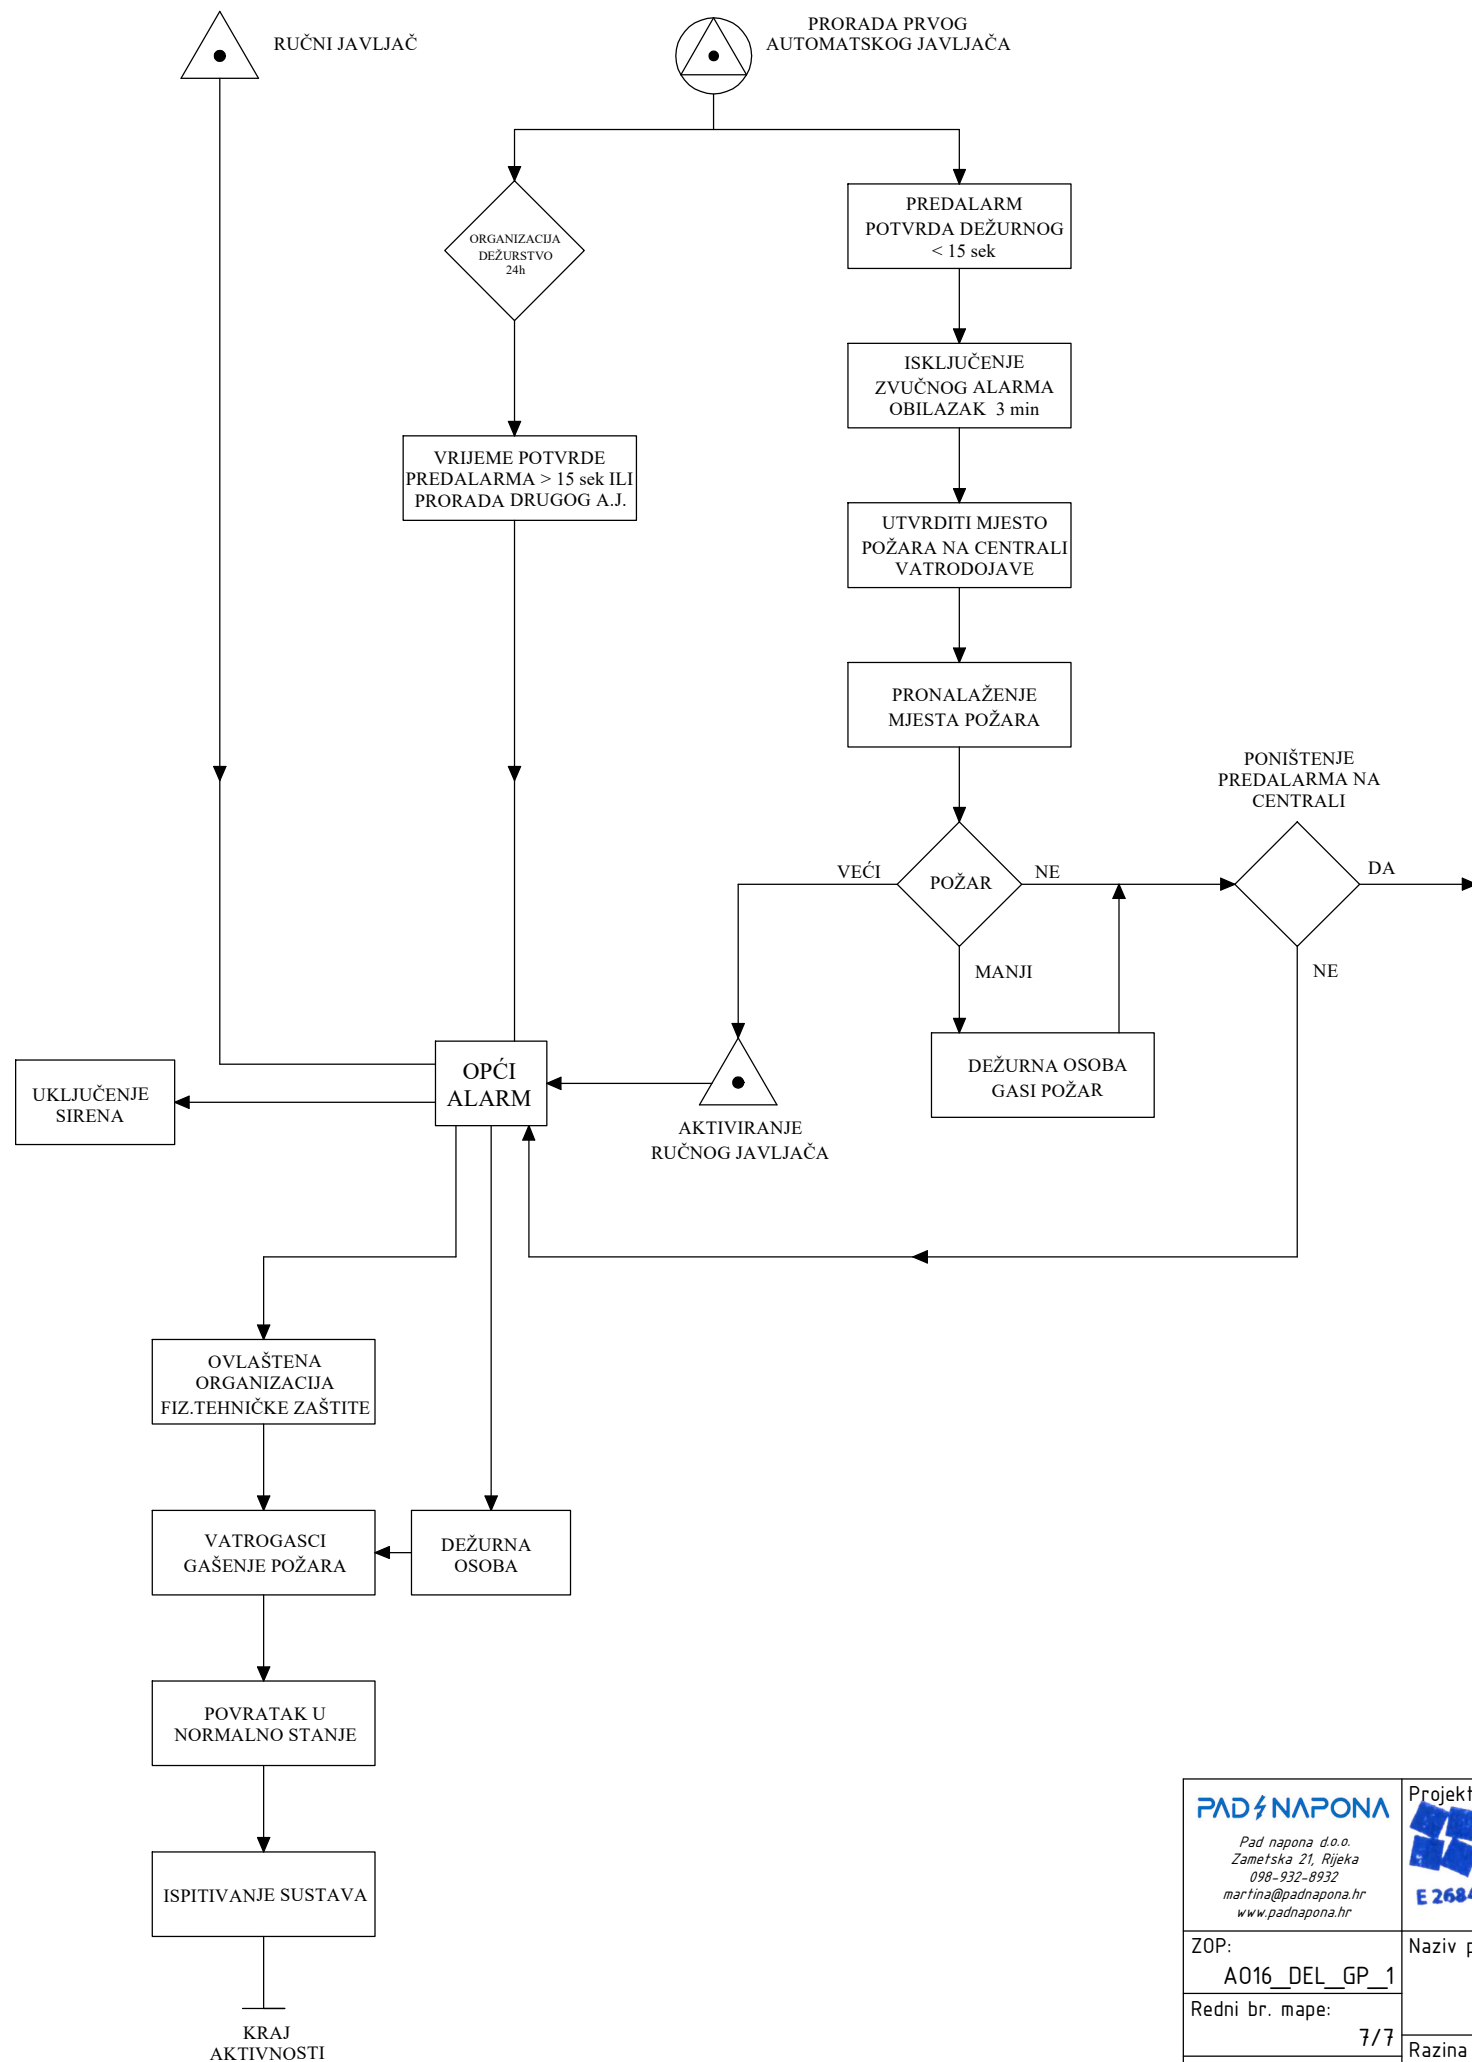 RUČNI JAVLJAČ
PRORADA PRVOG
AUTOMATSKOG JAVLJAČA
ORGANIZACIJA
DEŽURSTVO
24h
PREDALARM
POTVRDA DEŽURNOG
< 15 sek
ISKLJUČENJE
ZVUČNOG ALARMA
OBILAZAK 3 min
VRIJEME POTVRDE
PREDALARMA > 15 sek ILI
PRORADA DRUGOG A.J.
UTVRDITI MJESTO
POŽARA NA CENTRALI
VATRODOJAVE
PRONALAŽENJE
MJESTA POŽARA
PONIŠTENJE
PREDALARMA NA
CENTRALI
VEĆI
POŽAR
NE
DA
MANJI
NE
DEŽURNA OSOBA
GASI POŽAR
OPĆI
ALARM
UKLJUČENJE
SIRENA
AKTIVIRANJE
RUČNOG JAVLJAČA
OVLAŠTENA
ORGANIZACIJA
FIZ.TEHNIČKE ZAŠTITE
VATROGASCI
GAŠENJE POŽARA
DEŽURNA
OSOBA
POVRATAK U
NORMALNO STANJE
ISPITIVANJE SUSTAVA
KRAJ
AKTIVNOSTI
PAD NAPONA
Pad napona d.o.o.
Zametska 21, Rijeka
098-932-8932
martina@padnapona.hr
www.padnapona.hr
Projekt
E 2684
ZOP:
A016_DEL_GP_1
Naziv p
Redni br. mape:
7/7
Razina